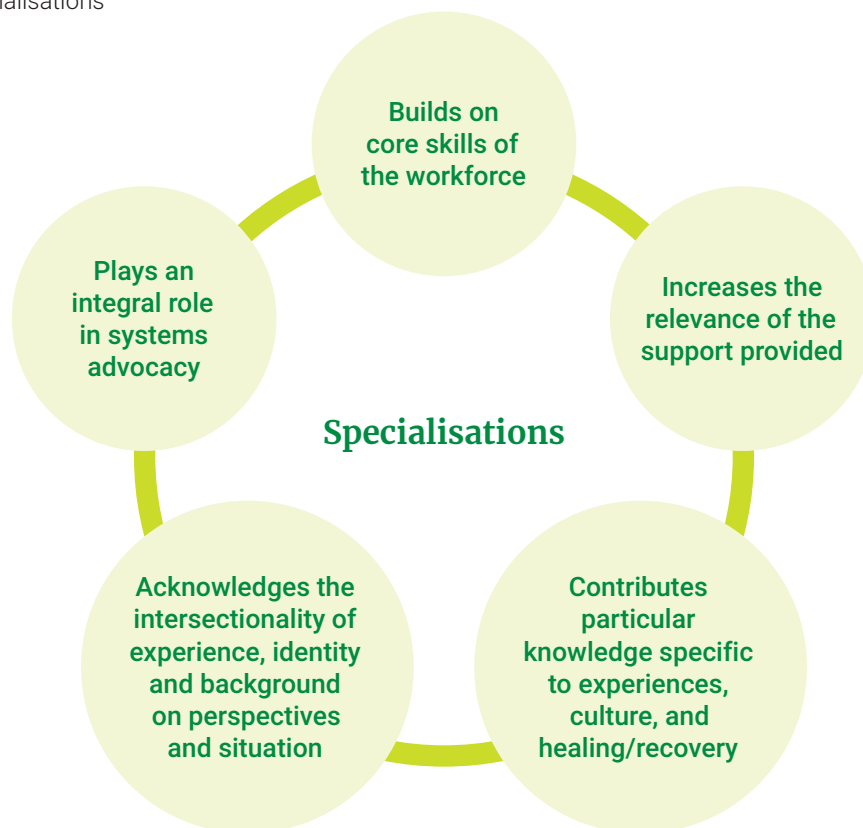 Builds on
core skills of
the workforce
Increases the
relevance of the
support provided
Contributes
particular
knowledge specific
to experiences,
culture, and
healing/recovery
Acknowledges the
intersectionality of
experience, identity
and background
on perspectives
and situation
Plays an
integral role
in systems
advocacy
Specialisations